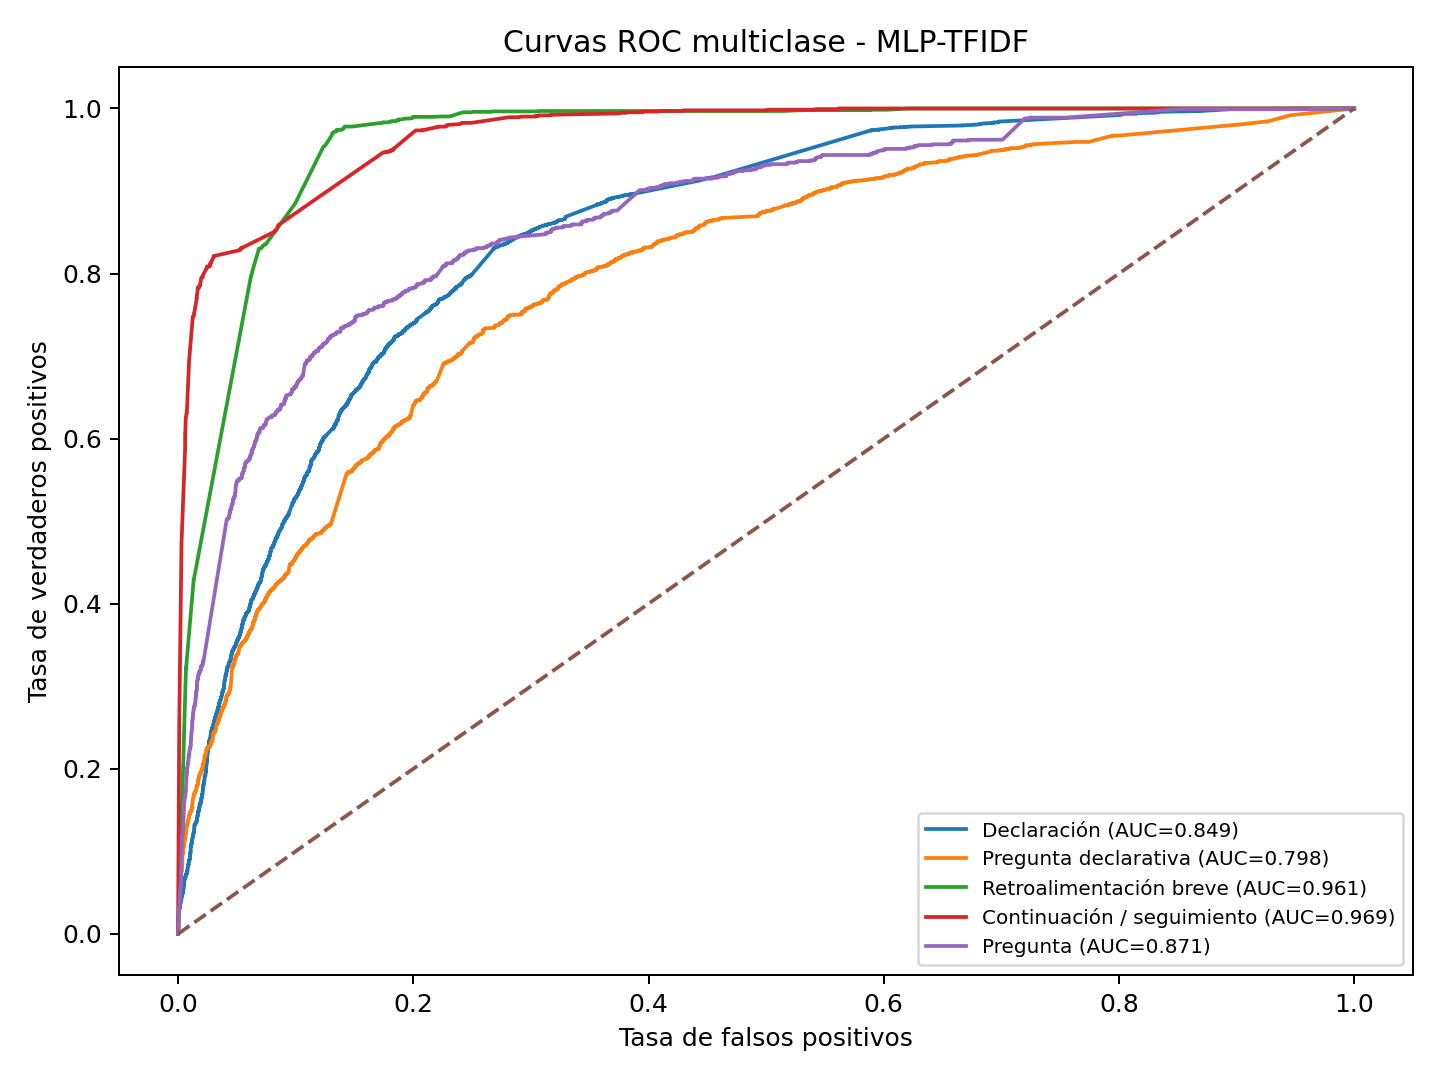 Curvas ROC multiclase - MLP-TFIDF
Tasa de verdaderos positivos
1.0
0.8
0.6
0.4
0.2
0.0
Declaración (AUC=0.849)
Pregunta declarativa (AUC=0.798)
Retroalimentación breve (AUC=0.961)
Continuación / seguimiento (AUC=0.969)
Pregunta (AUC=0.871)
0.0 0.2 0.4 0.6 0.8 1.0
Tasa de falsos positivos